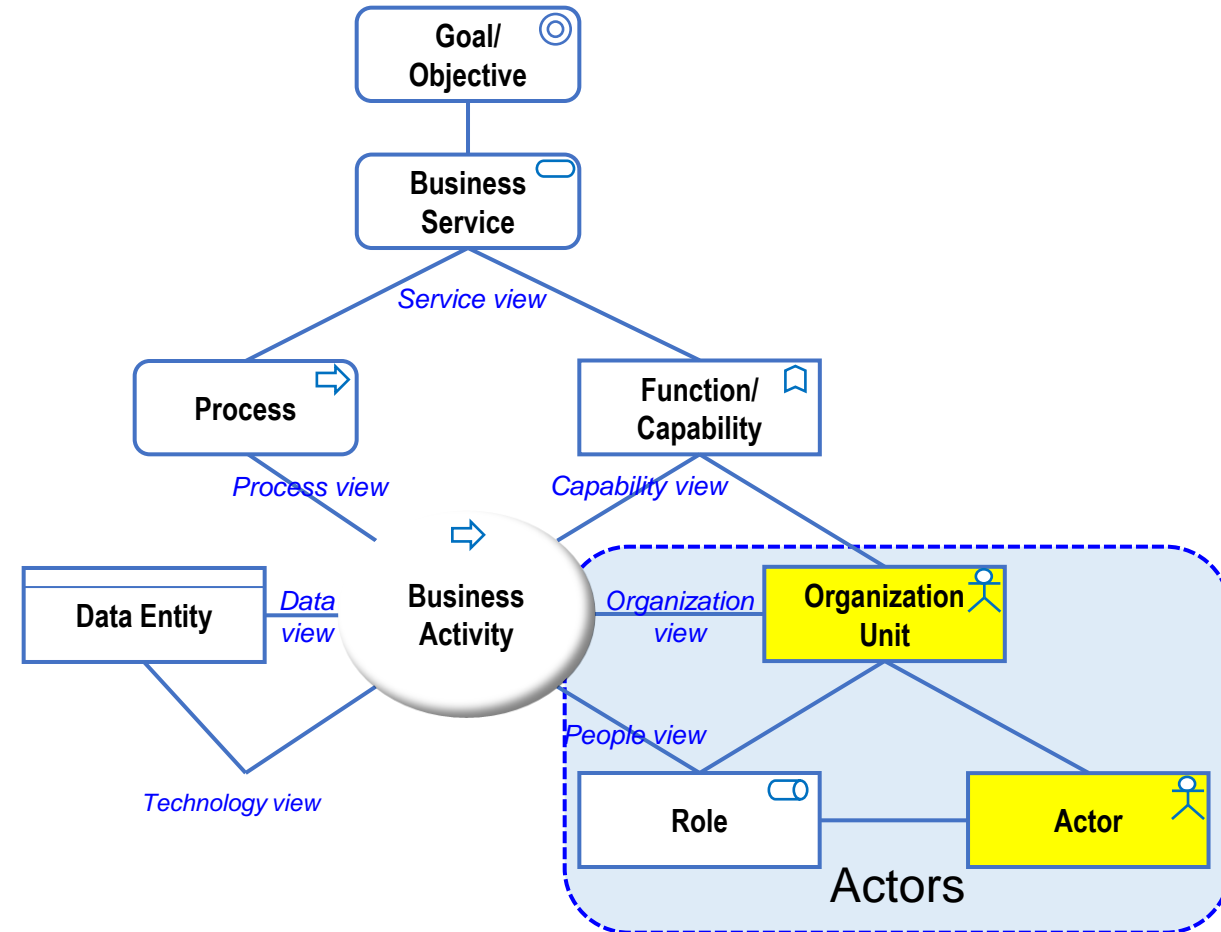 Goal/
Objective
Business
Service
Service view
Process
Function/
Capability
Process view
Capability view
Data Entity
Data
view
Business
Activity
Organization
view
Organization
Unit
People view
Technology view
Role
Actor
Actors